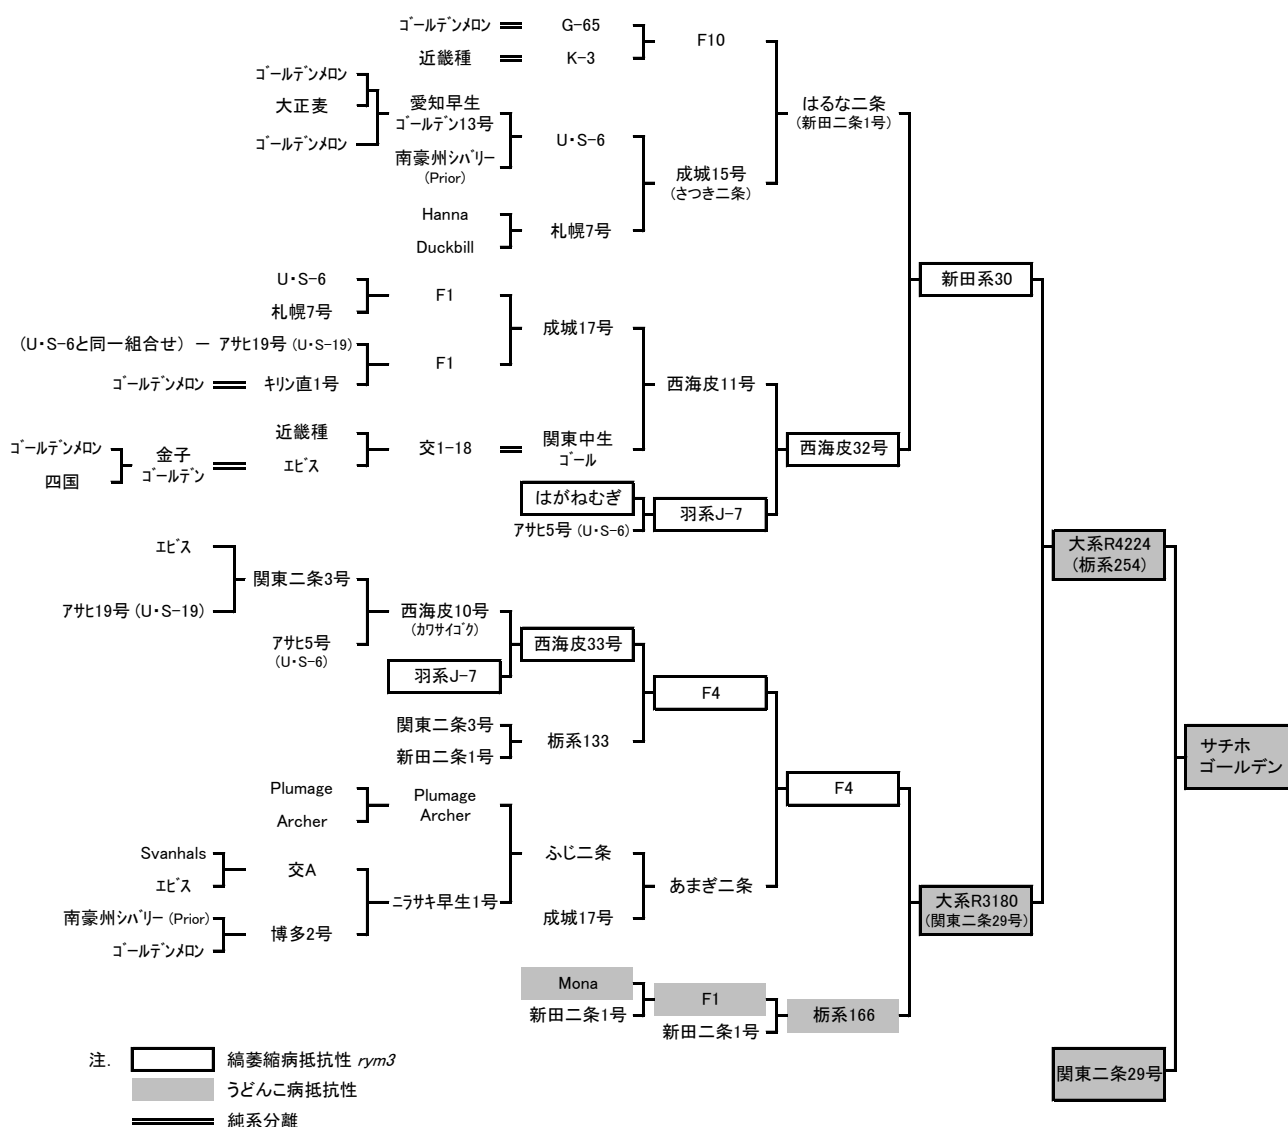 ｺﾞｰﾙﾃﾞﾝﾒﾛﾝ
G-65
近畿種
K-3
F10
ｺﾞｰﾙﾃﾞﾝﾒﾛﾝ
大正麦
ｺﾞｰﾙﾃﾞﾝﾒﾛﾝ
愛知早生
ｺﾞｰﾙﾃﾞﾝ13号
南豪州ｼﾊﾞﾘｰ
(Prior)
U･S-6
Hanna
Duckbill
札幌7号
成城15号
(さつき二条)
はるな二条
(新田二条1号)
U･S-6
札幌7号
F1
(U･S-6と同一組合せ) － ｱｻﾋ19号 (U･S-19)
ｺﾞｰﾙﾃﾞﾝﾒﾛﾝ
ｷﾘﾝ直1号
F1
成城17号
ｺﾞｰﾙﾃﾞﾝﾒﾛﾝ
四国
金子
ｺﾞｰﾙﾃﾞﾝ
近畿種
ｴﾋﾞｽ
交1-18
関東中生
ｺﾞｰﾙ
西海皮11号
はがねむぎ
ｱｻﾋ5号 (U･S-6)
羽系J-7
西海皮32号
新田系30
ｴﾋﾞｽ
ｱｻﾋ19号 (U･S-19)
関東二条3号
ｱｻﾋ5号
(U･S-6)
西海皮10号
(ｶﾜｻｲｺﾞｸ)
羽系J-7
西海皮33号
関東二条3号
新田二条1号
栃系133
F4
Plumage
Archer
Plumage
Archer
Svanhals
ｴﾋﾞｽ
交A
南豪州ｼﾊﾞﾘｰ (Prior)
ｺﾞｰﾙﾃﾞﾝﾒﾛﾝ
博多2号
ﾆﾗｻｷ早生1号
ふじ二条
成城17号
あまぎ二条
F4
Mona
新田二条1号
F1
新田二条1号
栃系166
大系R3180
(関東二条29号)
大系R4224
(栃系254)
関東二条29号
サチホ
ゴールデン
注.
縞萎縮病抵抗性 rym3
うどんこ病抵抗性
純系分離